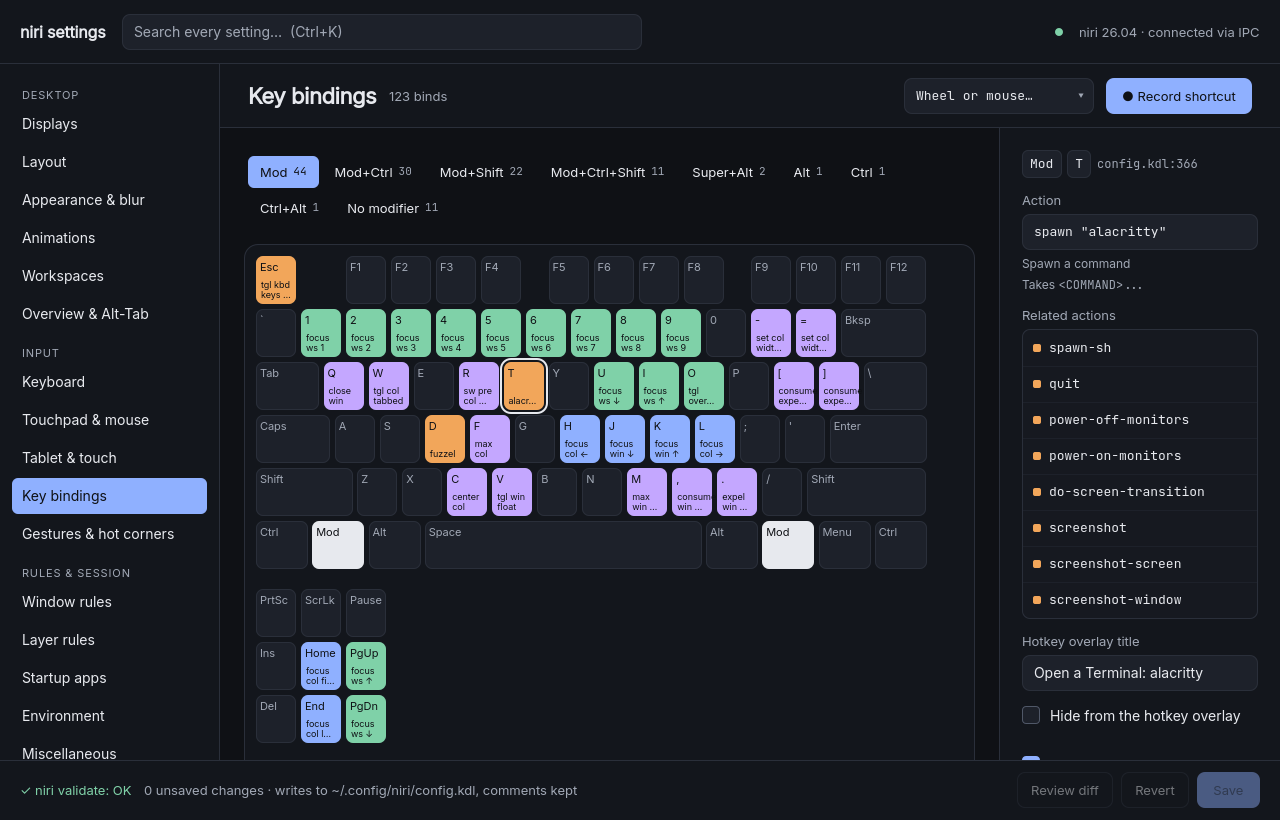 niri settings
Search every setting… (Ctrl+K)
niri 26.04 · connected via IPC
DESKTOP
Displays
Layout
Appearance & blur
Animations
Workspaces
Overview & Alt-Tab
INPUT
Keyboard
Touchpad & mouse
Tablet & touch
Key bindings
Gestures & hot corners
RULES & SESSION
Window rules
Layer rules
Startup apps
Environment
Miscellaneous
Key bindings 123 binds
Wheel or mouse…
Record shortcut
Mod 44 Mod+Ctrl 30 Mod+Shift 22 Mod+Ctrl+Shift 11 Super+Alt 2 Alt 1 Ctrl 1
Ctrl+Alt 1 No modifier 11
Esc F1 F2 F3 F4 F5 F6 F7 F8 F9 F10 F11 F12
tgl kbd
keys …
` 1 2 3 4 5 6 7 8 9 0 - = Bksp
focus focus focus focus focus focus focus focus focus set col set col
ws 1 ws 2 ws 3 ws 4 ws 5 ws 6 ws 7 ws 8 ws 9 widt… widt…
Tab Q W E R T Y U I O P [ ] \
close tgl col sw pre focus focus tgl consume consume
win tabbed col … alacr… ws ↓ ws ↑ over… expe… expe…
Caps A S D F G H J K L ; ' Enter
max focus focus focus focus
fuzzel col col ← win ↓ win ↑ col →
Shift Z X C V B N M , . / Shift
center tgl win max consume expel
col float win … win … win …
Ctrl Mod Alt Space Alt Mod Menu Ctrl
PrtSc ScrLk Pause
Ins Home PgUp
focus focus
col fi… ws ↑
Del End PgDn
focus focus
col l… ws ↓
Mod T config.kdl:366
Action
spawn "alacritty"
Spawn a command
Takes <COMMAND>...
Related actions
spawn-sh
quit
power-off-monitors
power-on-monitors
do-screen-transition
screenshot
screenshot-screen
screenshot-window
Hotkey overlay title
Open a Terminal: alacritty
Hide from the hotkey overlay
✓ niri validate: OK 0 unsaved changes · writes to ~/.config/niri/config.kdl, comments kept
Review diff
Revert
Save